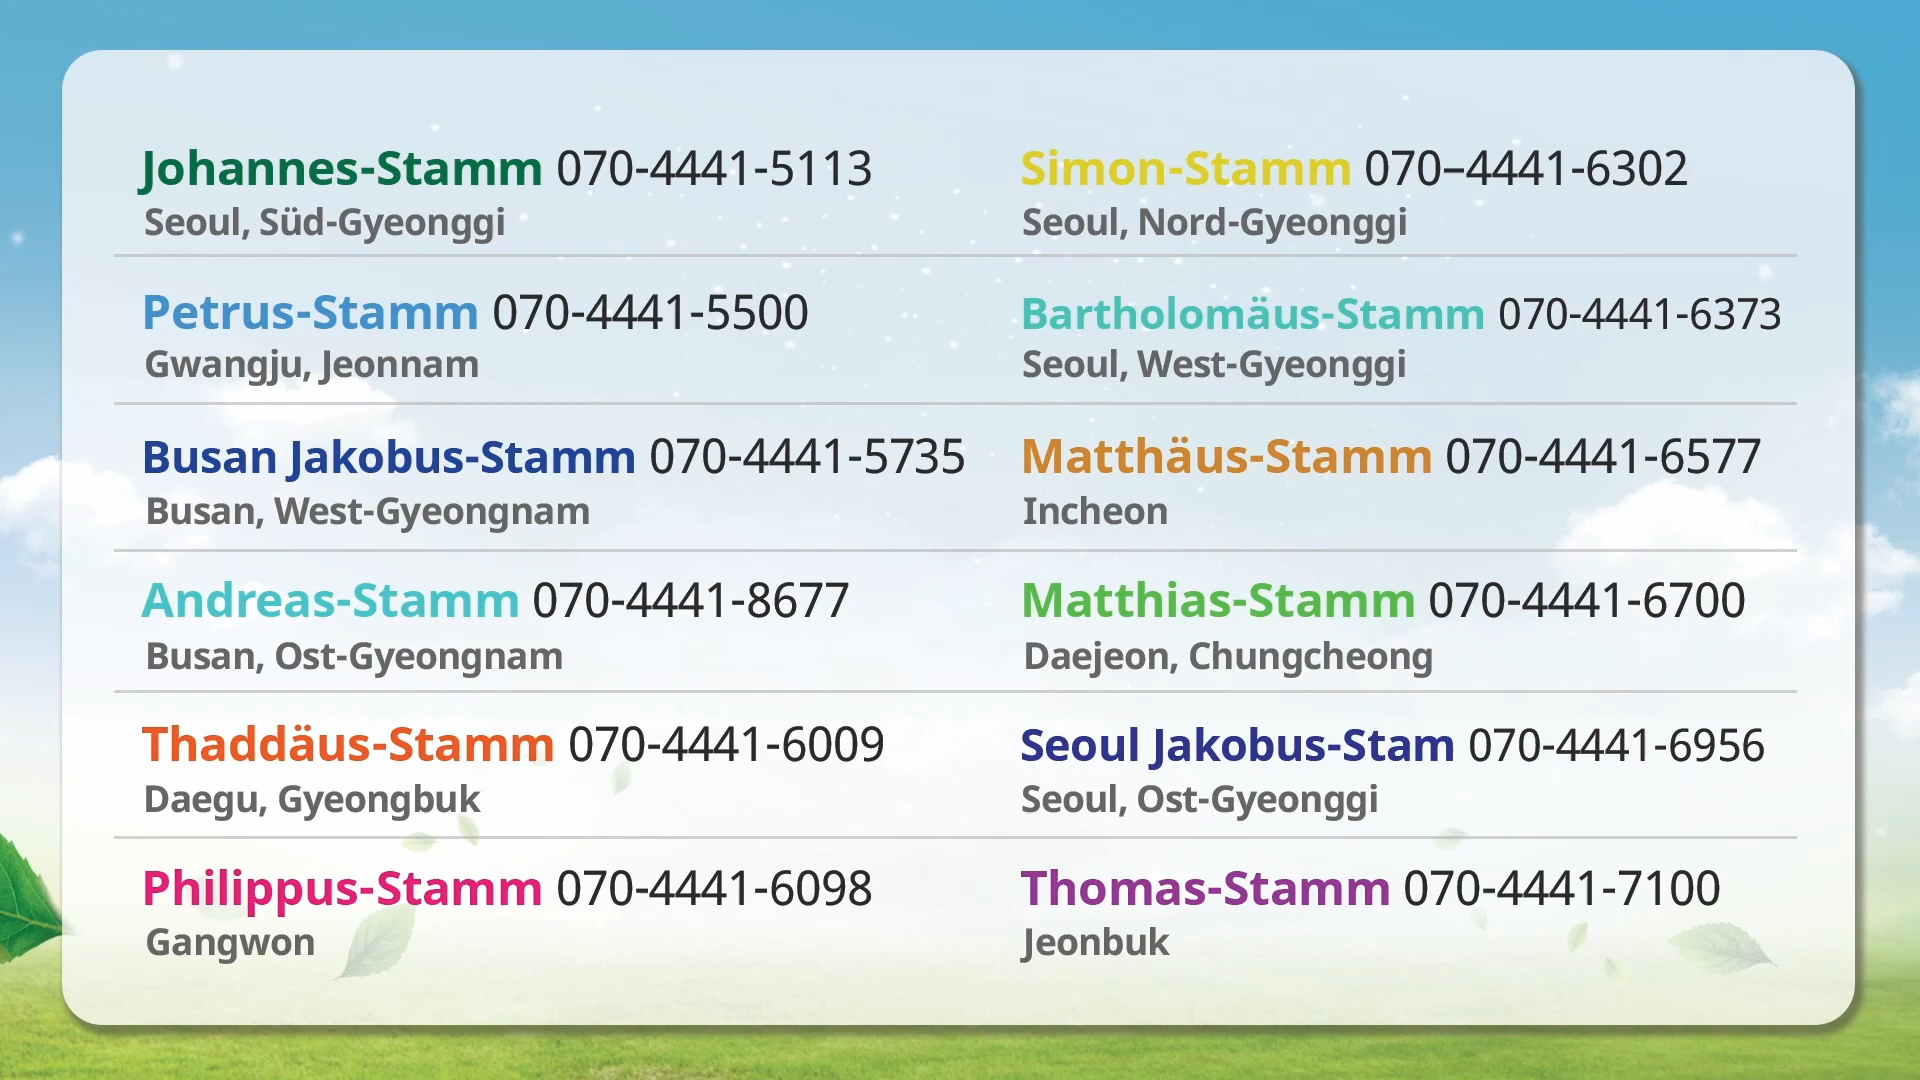 Johannes-Stamm 070-4441-5113
Seoul, Süd-Gyeonggi
Simon-Stamm 070–4441-6302
Seoul, Nord-Gyeonggi
Petrus-Stamm 070-4441-5500
Gwangju, Jeonnam
Bartholomäus-Stamm 070-4441-6373
Seoul, West-Gyeonggi
Busan Jakobus-Stamm 070-4441-5735
Busan, West-Gyeongnam
Matthäus-Stamm 070-4441-6577
Incheon
Andreas-Stamm 070-4441-8677
Busan, Ost-Gyeongnam
Matthias-Stamm 070-4441-6700
Daejeon, Chungcheong
Thaddäus-Stamm 070-4441-6009
Daegu, Gyeongbuk
Seoul Jakobus-Stam 070-4441-6956
Seoul, Ost-Gyeonggi
Philippus-Stamm 070-4441-6098
Gangwon
Thomas-Stamm 070-4441-7100
Jeonbuk